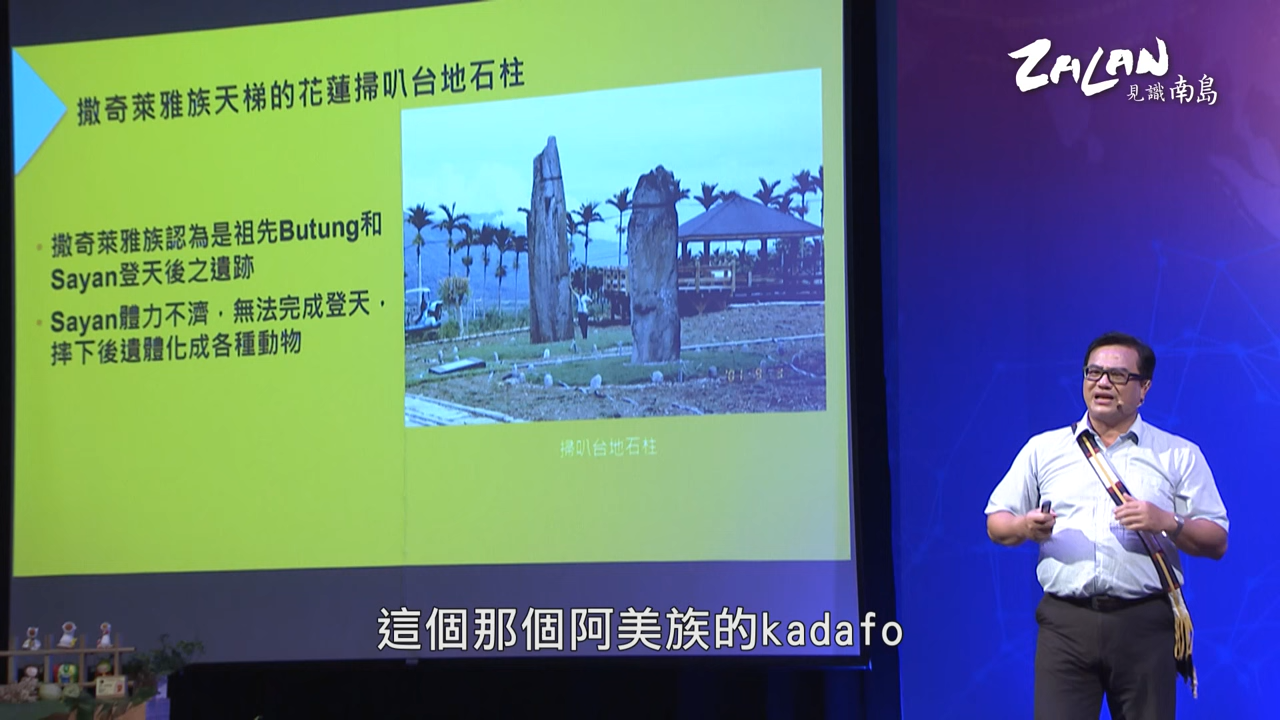 ZALAN
見識南島
撒奇萊雅族天梯的花蓮掃叭台地石柱
撒奇萊雅族認為是祖先Butung和
Sayan登天後之遺跡
Sayan體力不濟，無法完成登天，
摔下後遺體化成各種動物
'01 9 3
掃叭台地石柱
這個那個阿美族的kadafo